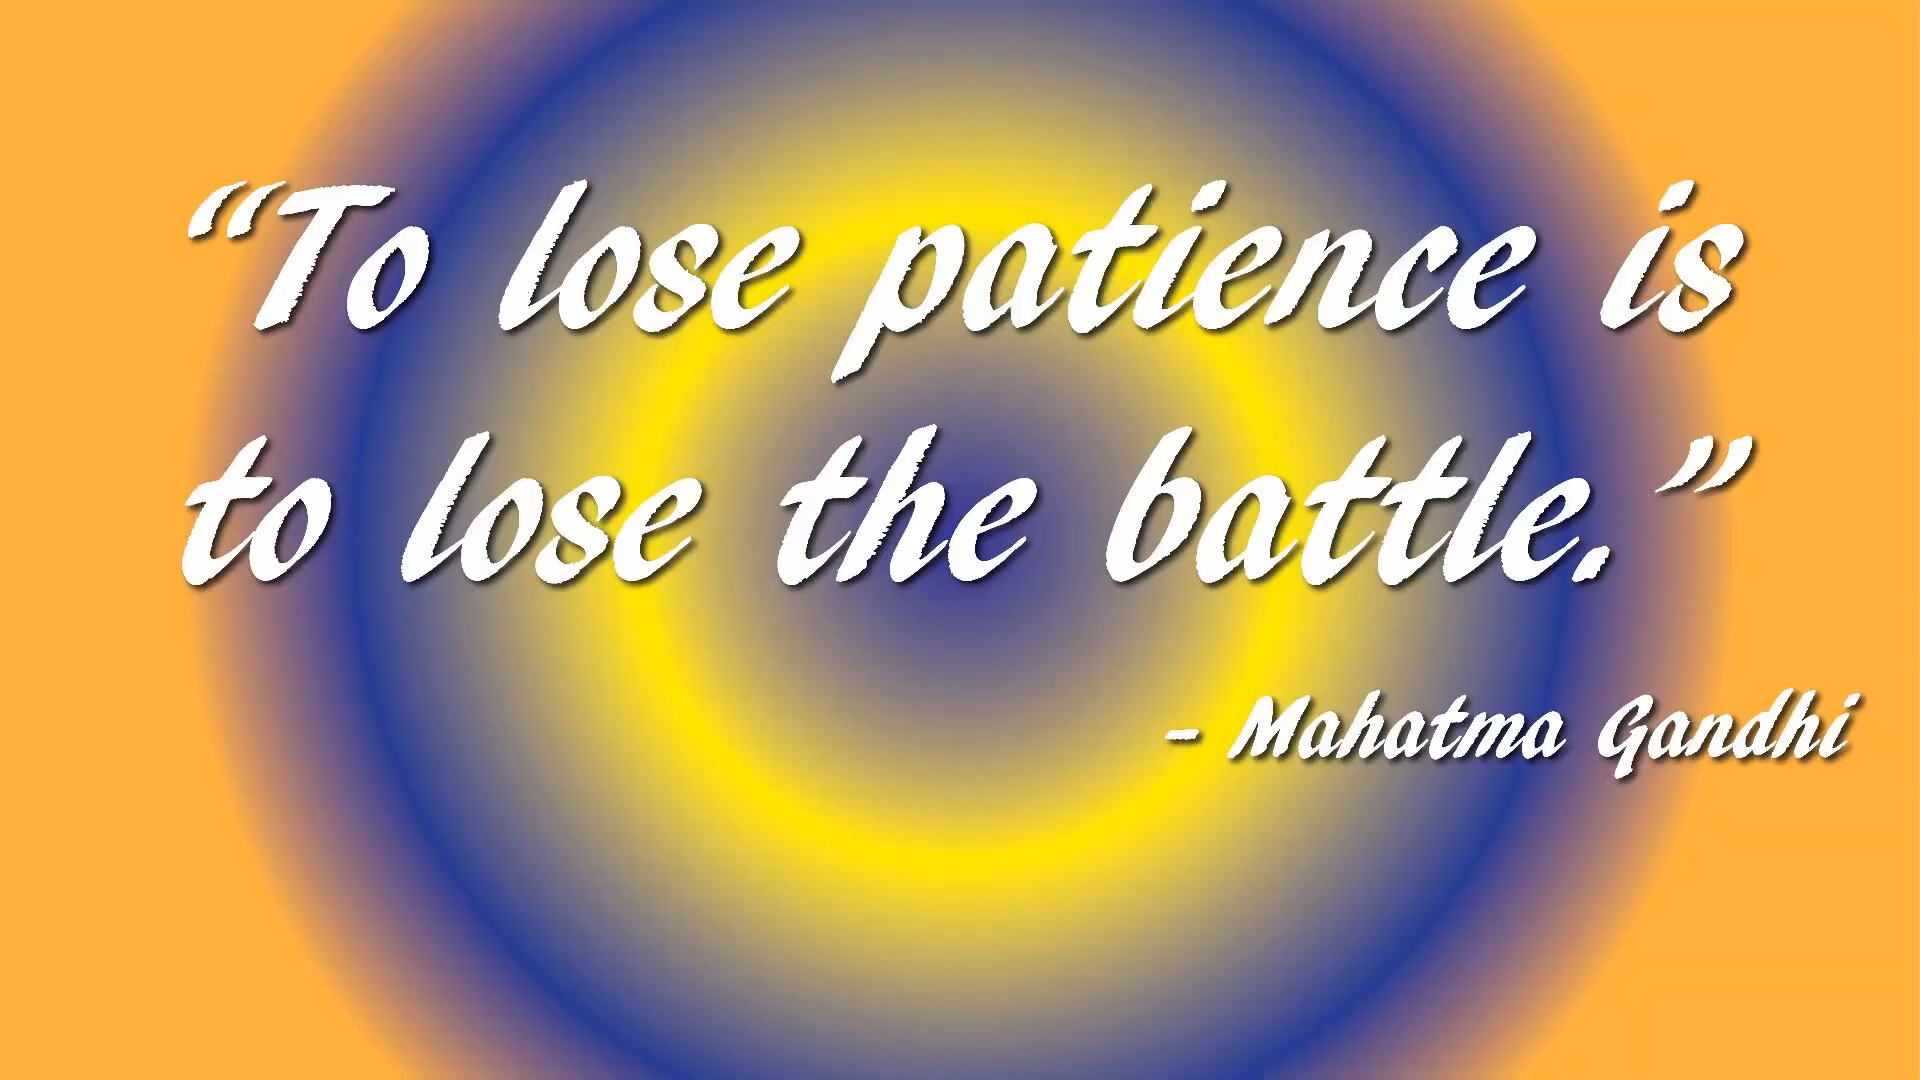 “To lose patience is
to lose the battle.”
- Mahatma Gandhi